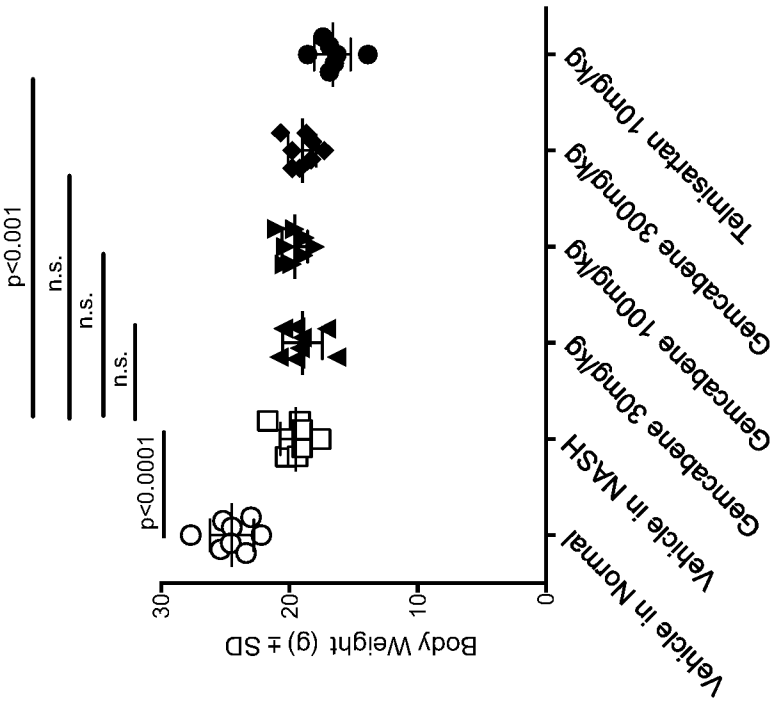 p<0.001
n.s.
n.s.
n.s.
p<0.0001
30
20
10
0
Body Weight (g) ± SD
Vehicle in Normal
Vehicle in NASH
Gemcabene 30mg/kg
Gemcabene 100mg/kg
Gemcabene 300mg/kg
Telmisartan 10mg/kg